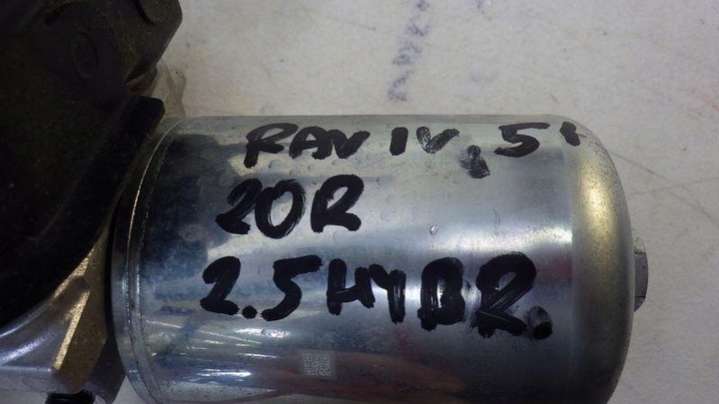 RAV IV, 5'
20R
2.5 HYBR.